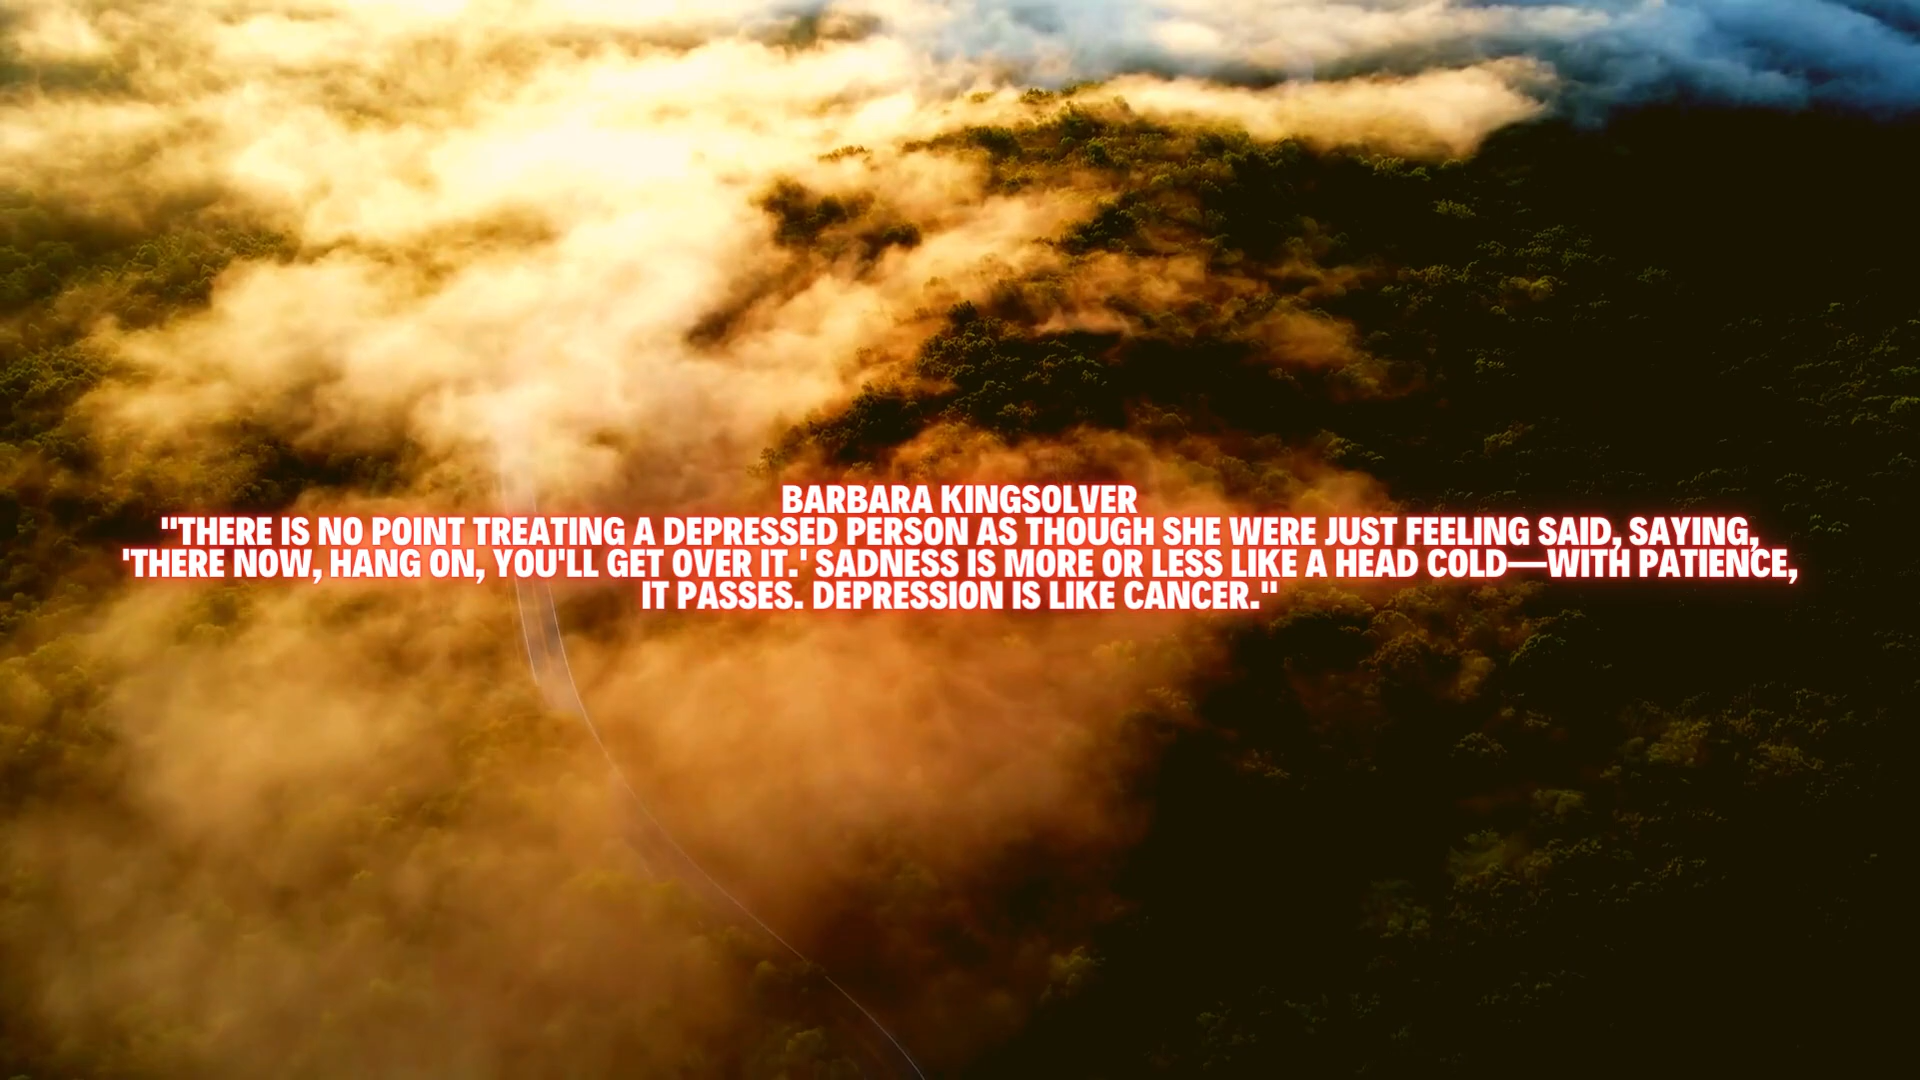 BARBARA KINGSOLVER
"THERE IS NO POINT TREATING A DEPRESSED PERSON AS THOUGH SHE WERE JUST FEELING SAID, SAYING,
'THERE NOW, HANG ON, YOU'LL GET OVER IT.' SADNESS IS MORE OR LESS LIKE A HEAD COLD—WITH PATIENCE,
IT PASSES. DEPRESSION IS LIKE CANCER."